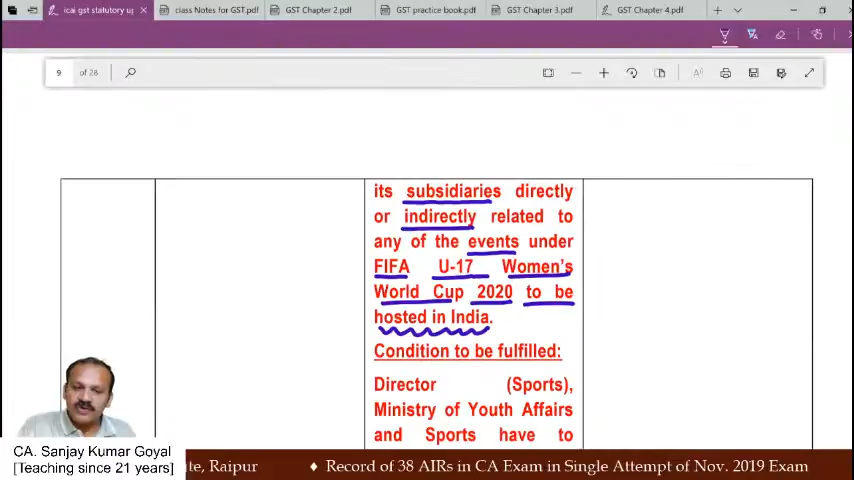 icai gst statutory up
class Notes for GST.pdf
GST Chapter 2.pdf
GST practice book.pdf
GST Chapter 3.pdf
GST Chapter 4.pdf
9 of 28
its subsidiaries directly
or indirectly related to
any of the events under
FIFA U-17 Women's
World Cup 2020 to be
hosted in India.
Condition to be fulfilled:
Director (Sports),
Ministry of Youth Affairs
and Sports have to
CA. Sanjay Kumar Goyal
[Teaching since 21 years]
ute, Raipur ♦ Record of 38 AIRs in CA Exam in Single Attempt of Nov. 2019 Exam